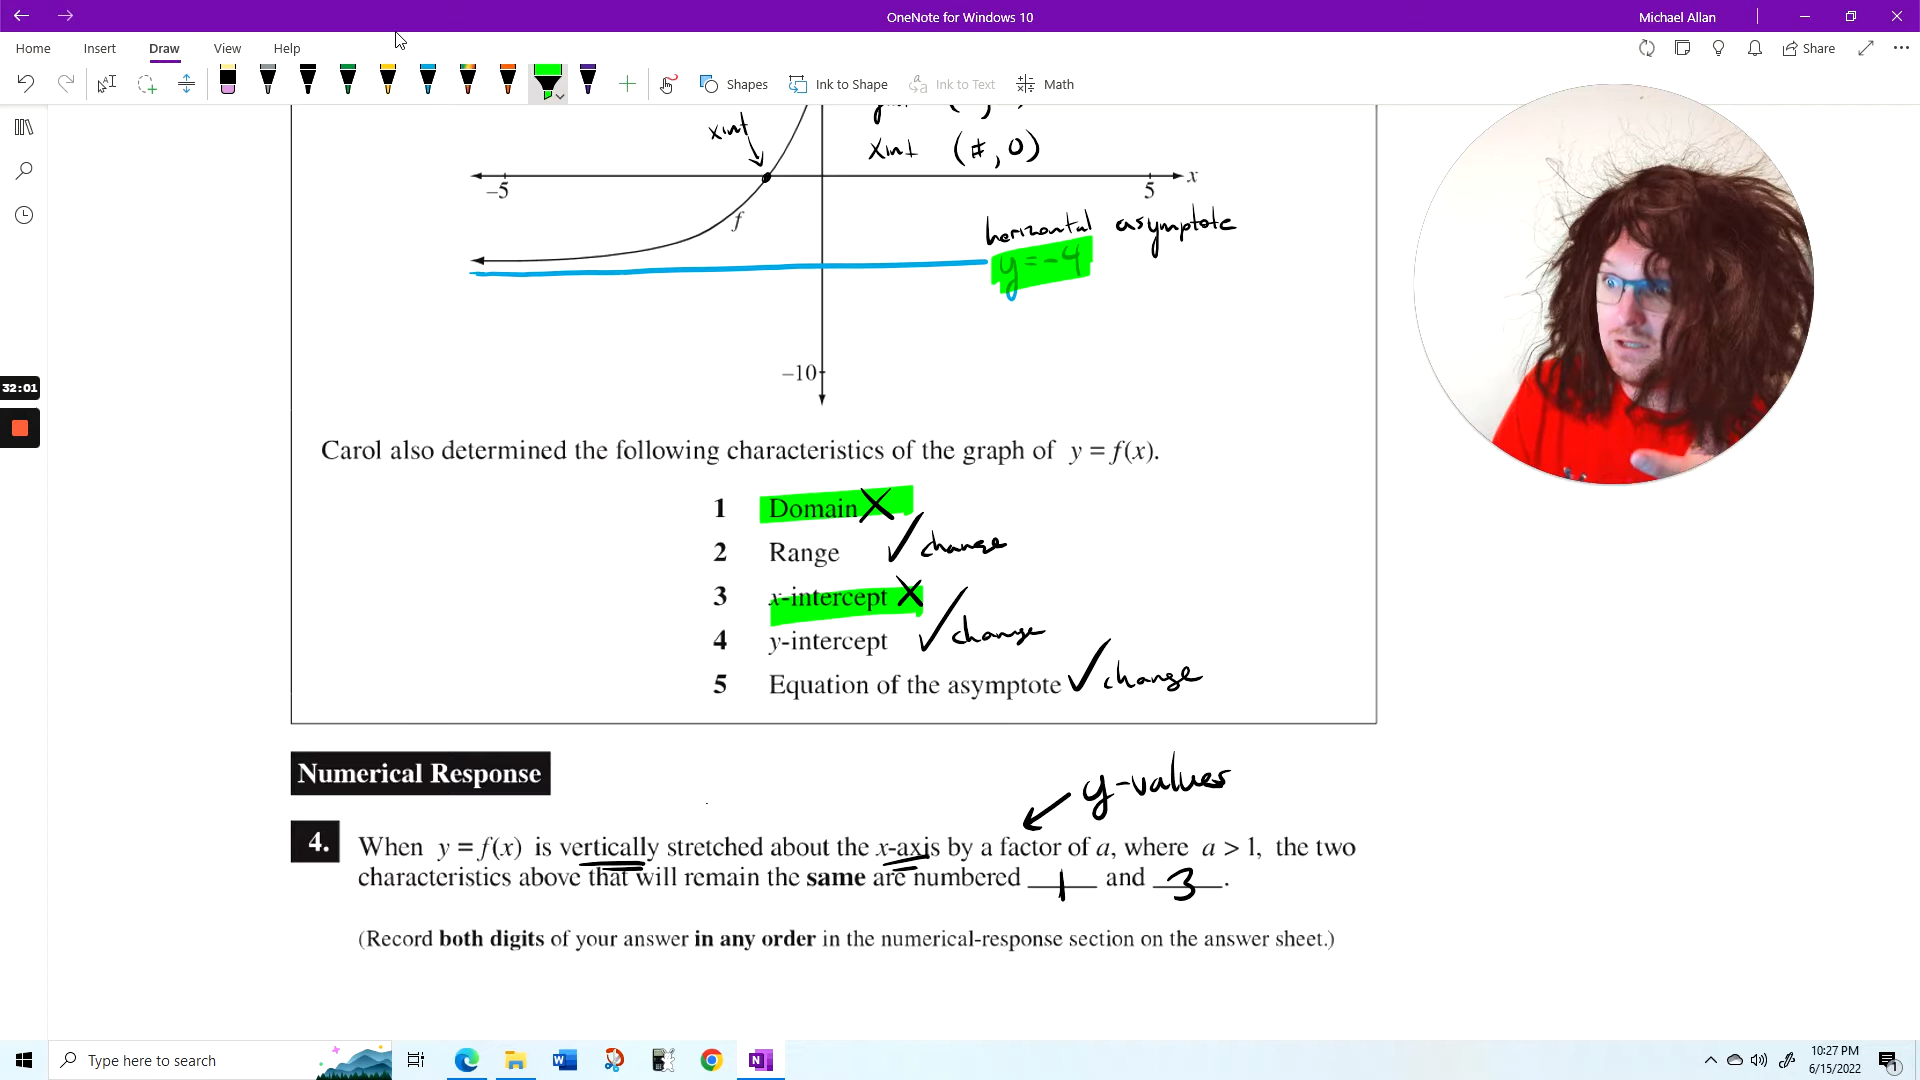 OneNote for Windows 10
Michael Allan
Home Insert Draw View Help
Share
Shapes Ink to Shape Ink to Text Math
xint
xint (#, 0)
−5 5 x
f
horizontal asymptote
y = -4
−10
32:01
Carol also determined the following characteristics of the graph of y = f(x).
1 Domain X
2 Range ✓ change
3 x-intercept X
4 y-intercept ✓ change
5 Equation of the asymptote ✓ change
Numerical Response
y-values
4. When y = f(x) is vertically stretched about the x-axis by a factor of a, where a > 1, the two
characteristics above that will remain the same are numbered 1 and 3.
(Record both digits of your answer in any order in the numerical-response section on the answer sheet.)
Type here to search
10:27 PM
6/15/2022